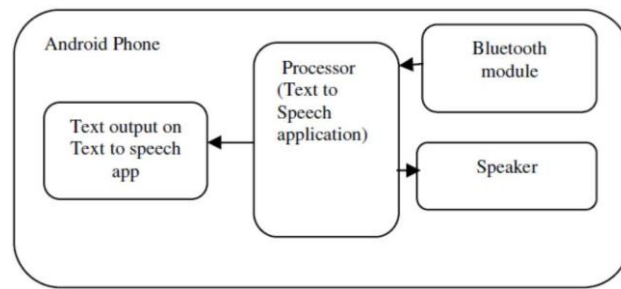 Android Phone
Bluetooth
module
Processor
(Text to
Speech
application)
Text output on
Text to speech
app
Speaker